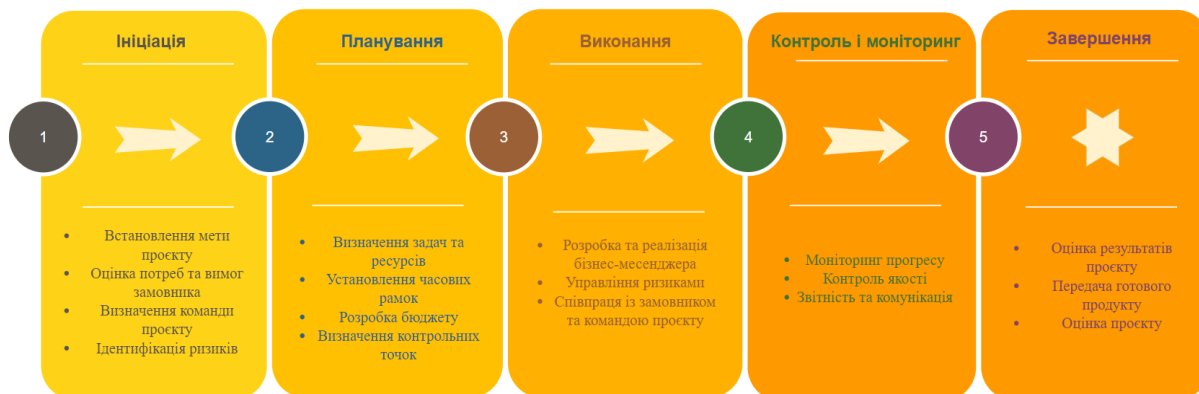 Ініціація
1
Встановлення мети
проєкту
Оцінка потреб та вимог
замовника
Визначення команди
проєкту
Ідентифікація ризиків
Планування
2
Визначення задач та
ресурсів
Установлення часових
рамок
Розробка бюджету
Визначення контрольних
точок
Виконання
3
Розробка та реалізація
бізнес-месенджера
Управління ризиками
Співпраця із замовником
та командою проєкту
Контроль і моніторинг
4
Моніторинг прогресу
Контроль якості
Звітність та комунікація
Завершення
5
Оцінка результатів
проєкту
Передача готового
продукту
Оцінка проєкту